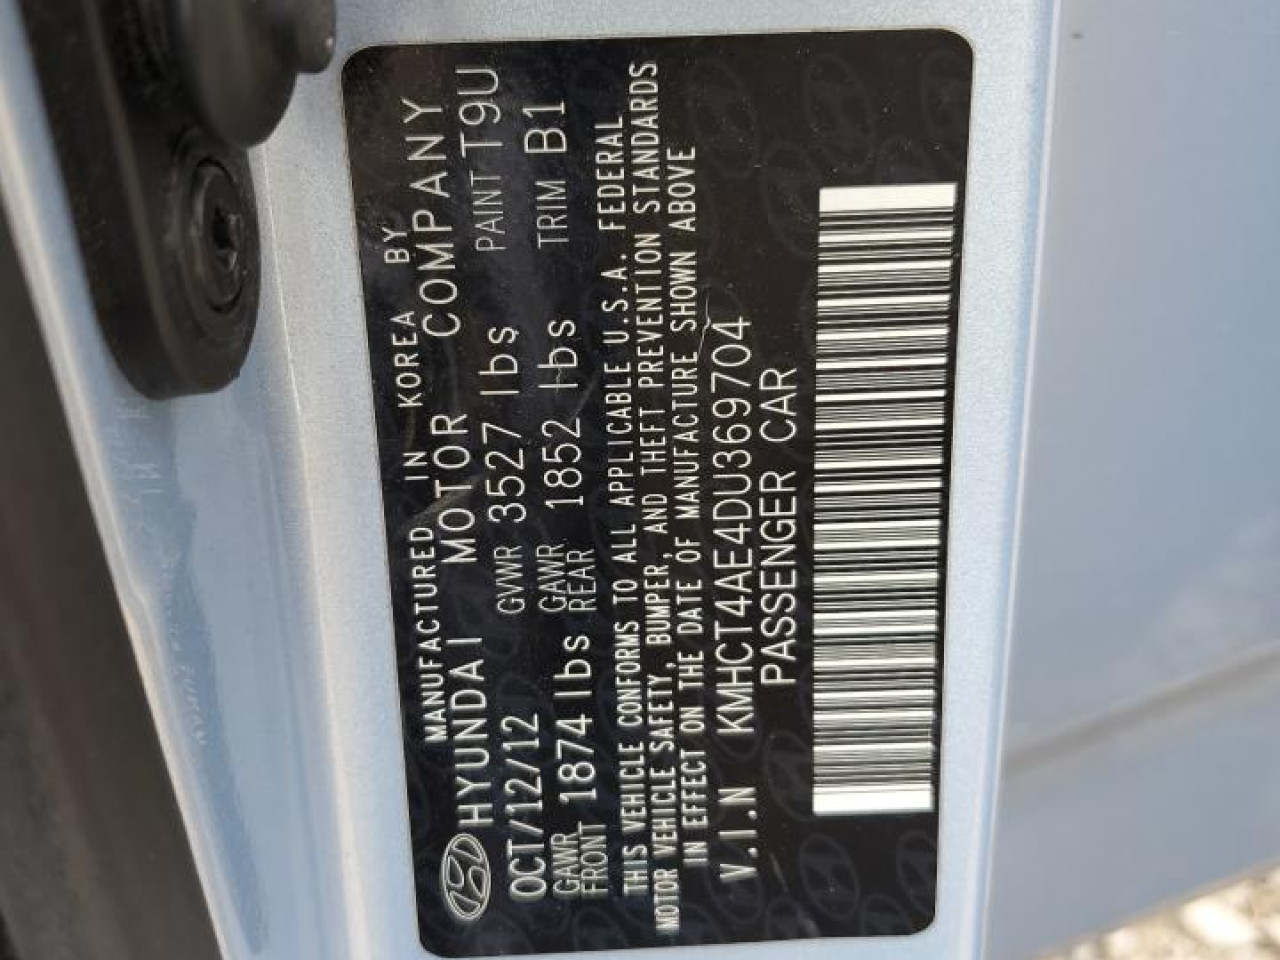 MANUFACTURED IN KOREA BY
HYUNDAI MOTOR COMPANY
OCT/12/12 GVWR 3527 lbs PAINT T9U
GAWR FRONT 1874 lbs GAWR REAR 1852 lbs TRIM B1
THIS VEHICLE CONFORMS TO ALL APPLICABLE U.S.A. FEDERAL
MOTOR VEHICLE SAFETY, BUMPER, AND THEFT PREVENTION STANDARDS
IN EFFECT ON THE DATE OF MANUFACTURE SHOWN ABOVE
V.I.N KMHCT4AE4DU369704
PASSENGER CAR